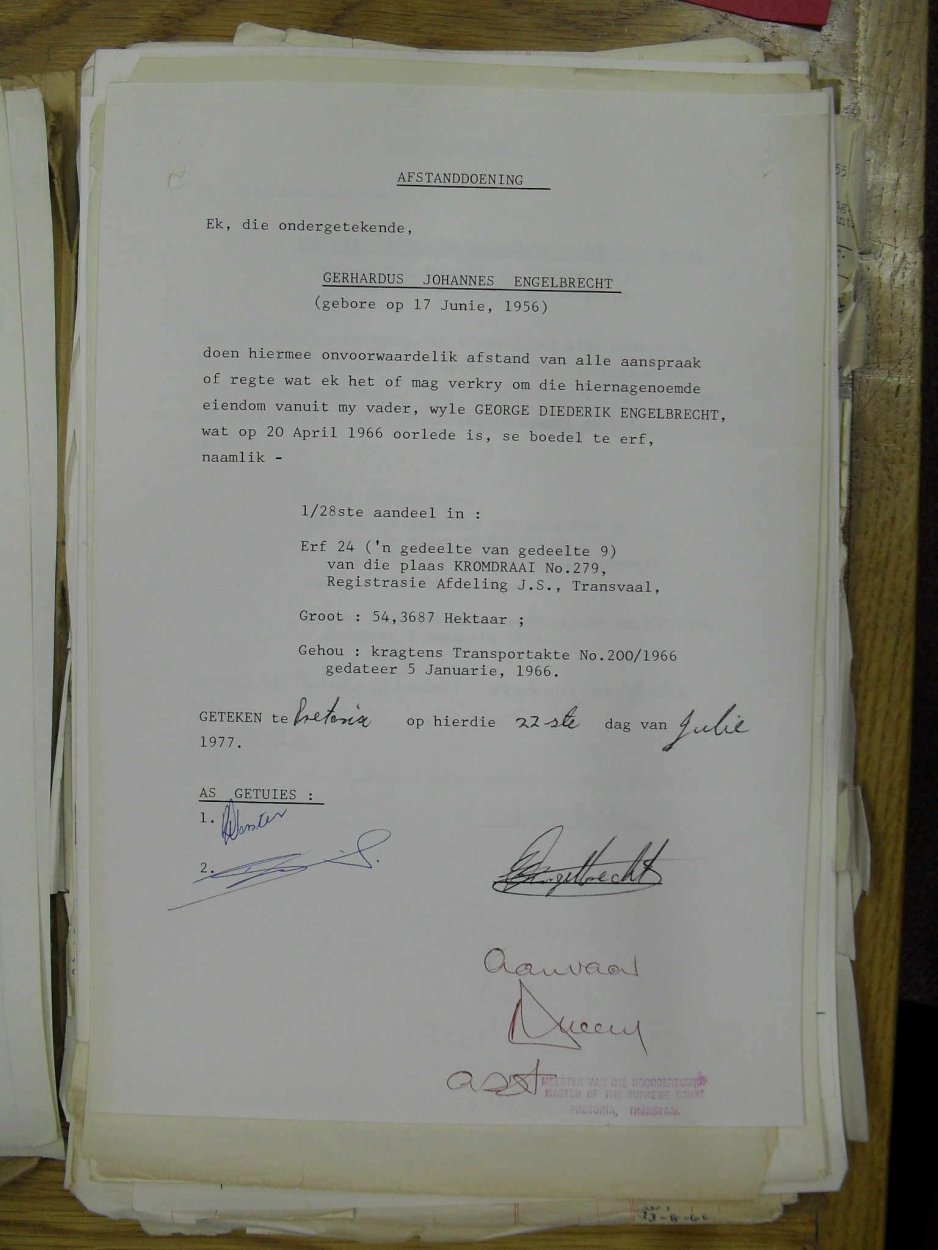 AFSTANDDOENING
Ek, die ondergetekende,
GERHARDUS JOHANNES ENGELBRECHT
(gebore op 17 Junie, 1956)
doen hiermee onvoorwaardelik afstand van alle aanspraak
of regte wat ek het of mag verkry om die hiernagenoemde
eiendom vanuit my vader, wyle GEORGE DIEDERIK ENGELBRECHT,
wat op 20 April 1966 oorlede is, se boedel te erf,
naamlik -
1/28ste aandeel in :
Erf 24 ('n gedeelte van gedeelte 9)
van die plaas KROMDRAAI No.279,
Registrasie Afdeling J.S., Transvaal,
Groot : 54,3687 Hektaar ;
Gehou : kragtens Transportakte No.200/1966
gedateer 5 Januarie, 1966.
GETEKEN te Pretoria op hierdie 22ste dag van Julie
1977.
AS GETUIES :
1.
2.
Engelbrecht
Aanvaar
asst
MEESTER VAN DIE HOOGGEREGSHOF
MASTER OF THE SUPREME COURT
PRETORIA, TRANSVAAL